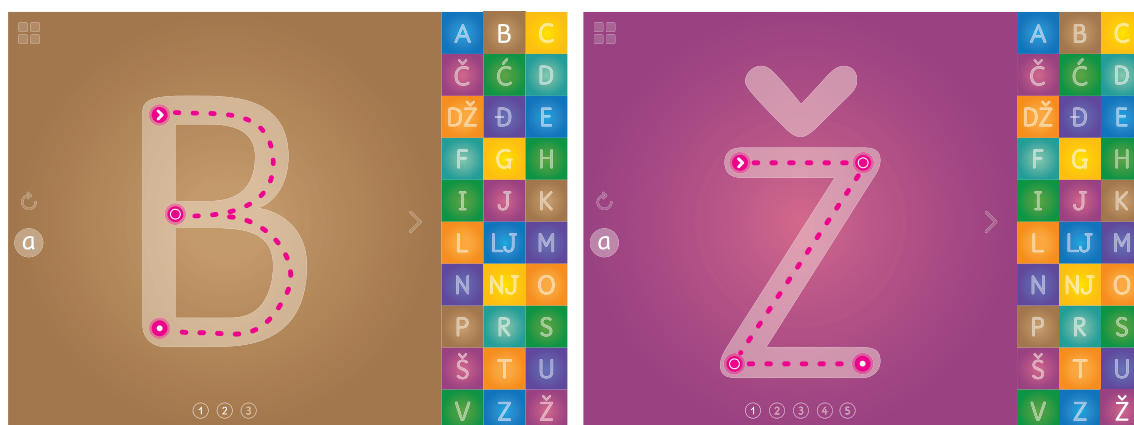 B
a
1 2 3
A B C
Č Ć D
DŽ Đ E
F G H
I J K
L LJ M
N NJ O
P R S
Š T U
V Z Ž
Ž
a
1 2 3 4 5
A B C
Č Ć D
DŽ Đ E
F G H
I J K
L LJ M
N NJ O
P R S
Š T U
V Z Ž